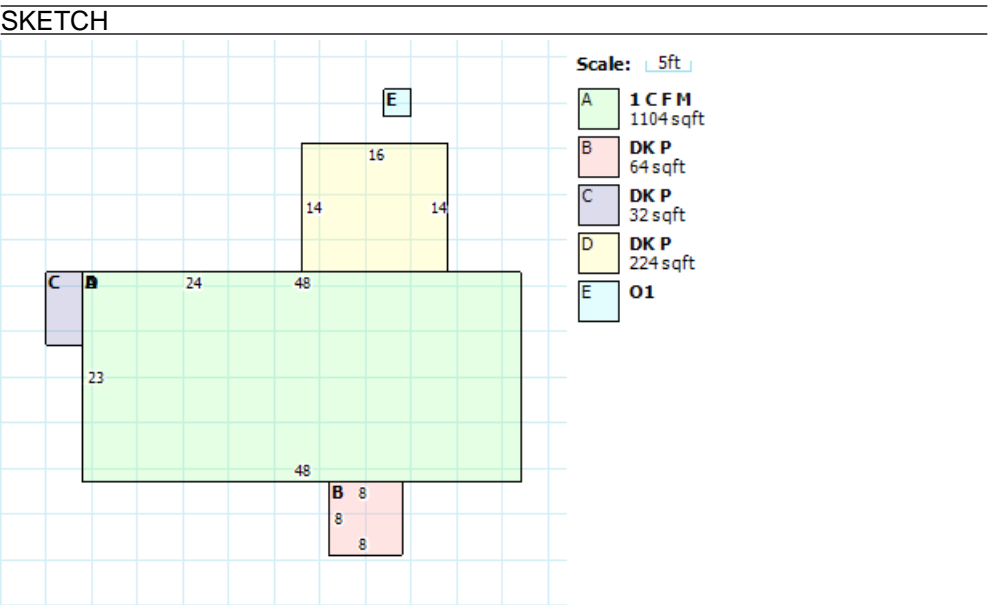 SKETCH
Scale: 5ft
A 1 C F M
1104 sqft
B DK P
64 sqft
C DK P
32 sqft
D DK P
224 sqft
E O1
E
16
14 14
C 24 48
23
48
B 8
8
8